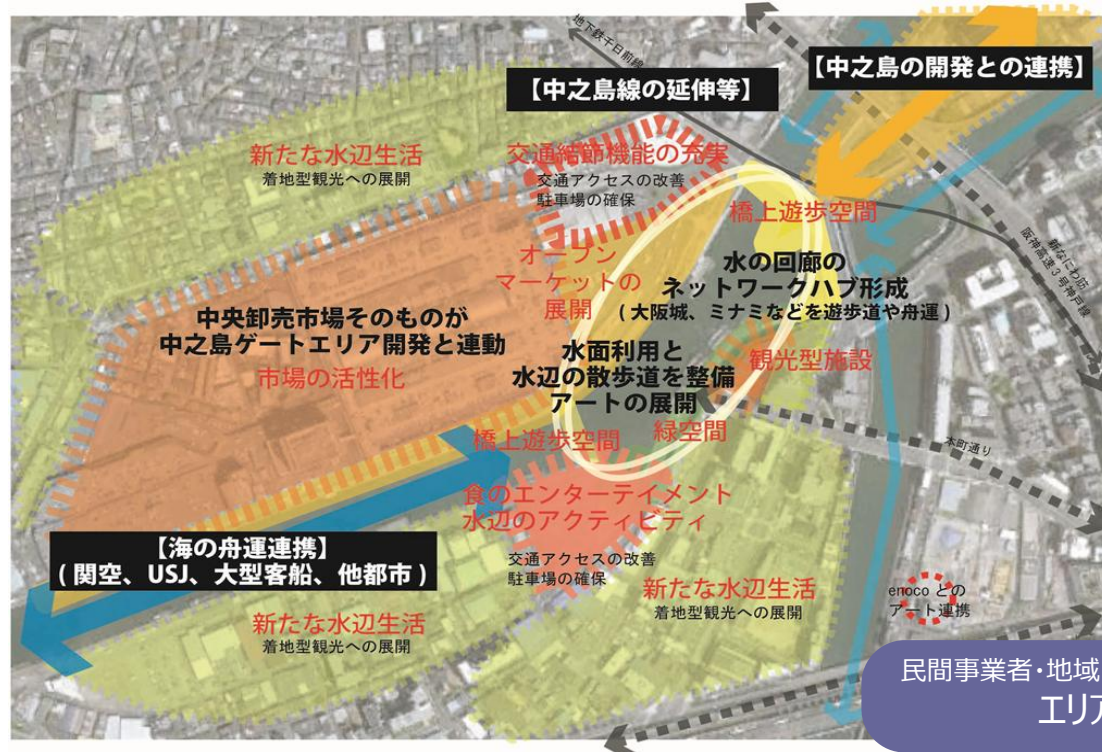 地下鉄千日前線
【中之島の開発との連携】
【中之島線の延伸等】
新たな水辺生活
着地型観光への展開
交通結節機能の充実
交通アクセスの改善
駐車場の確保
橋上遊歩空間
新なにわ筋
阪神高速3号神戸線
オープン
マーケットの
展開
水の回廊の
ネットワークハブ形成
(大阪城、ミナミなどを遊歩道や舟運)
中央卸売市場そのものが
中之島ゲートエリア開発と連動
市場の活性化
水面利用と
水辺の散歩道を整備
アートの展開
観光型施設
橋上遊歩空間
緑空間
本町通り
食のエンターテイメント
水辺のアクティビティ
交通アクセスの改善
駐車場の確保
【海の舟運連携】
(関空、USJ、大型客船、他都市)
新たな水辺生活
着地型観光への展開
新たな水辺生活
着地型観光への展開
enocoとの
アート連携
民間事業者・地域
エリア